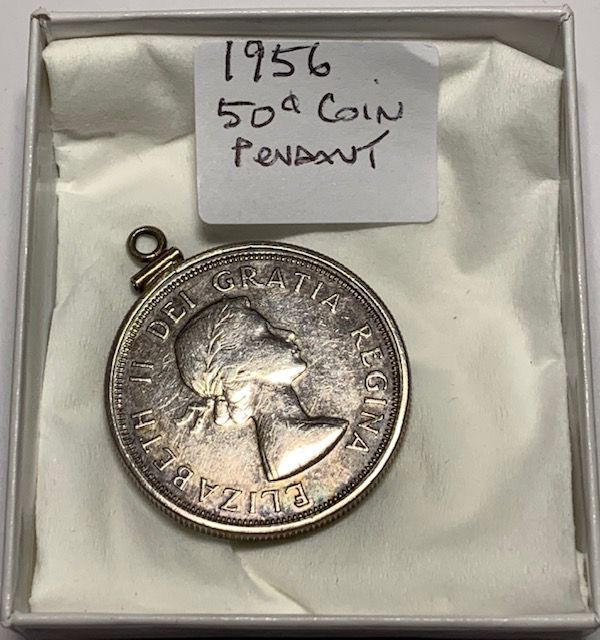 1956
50¢ COIN
PENDANT
ELIZABETH II DEI GRATIA REGINA